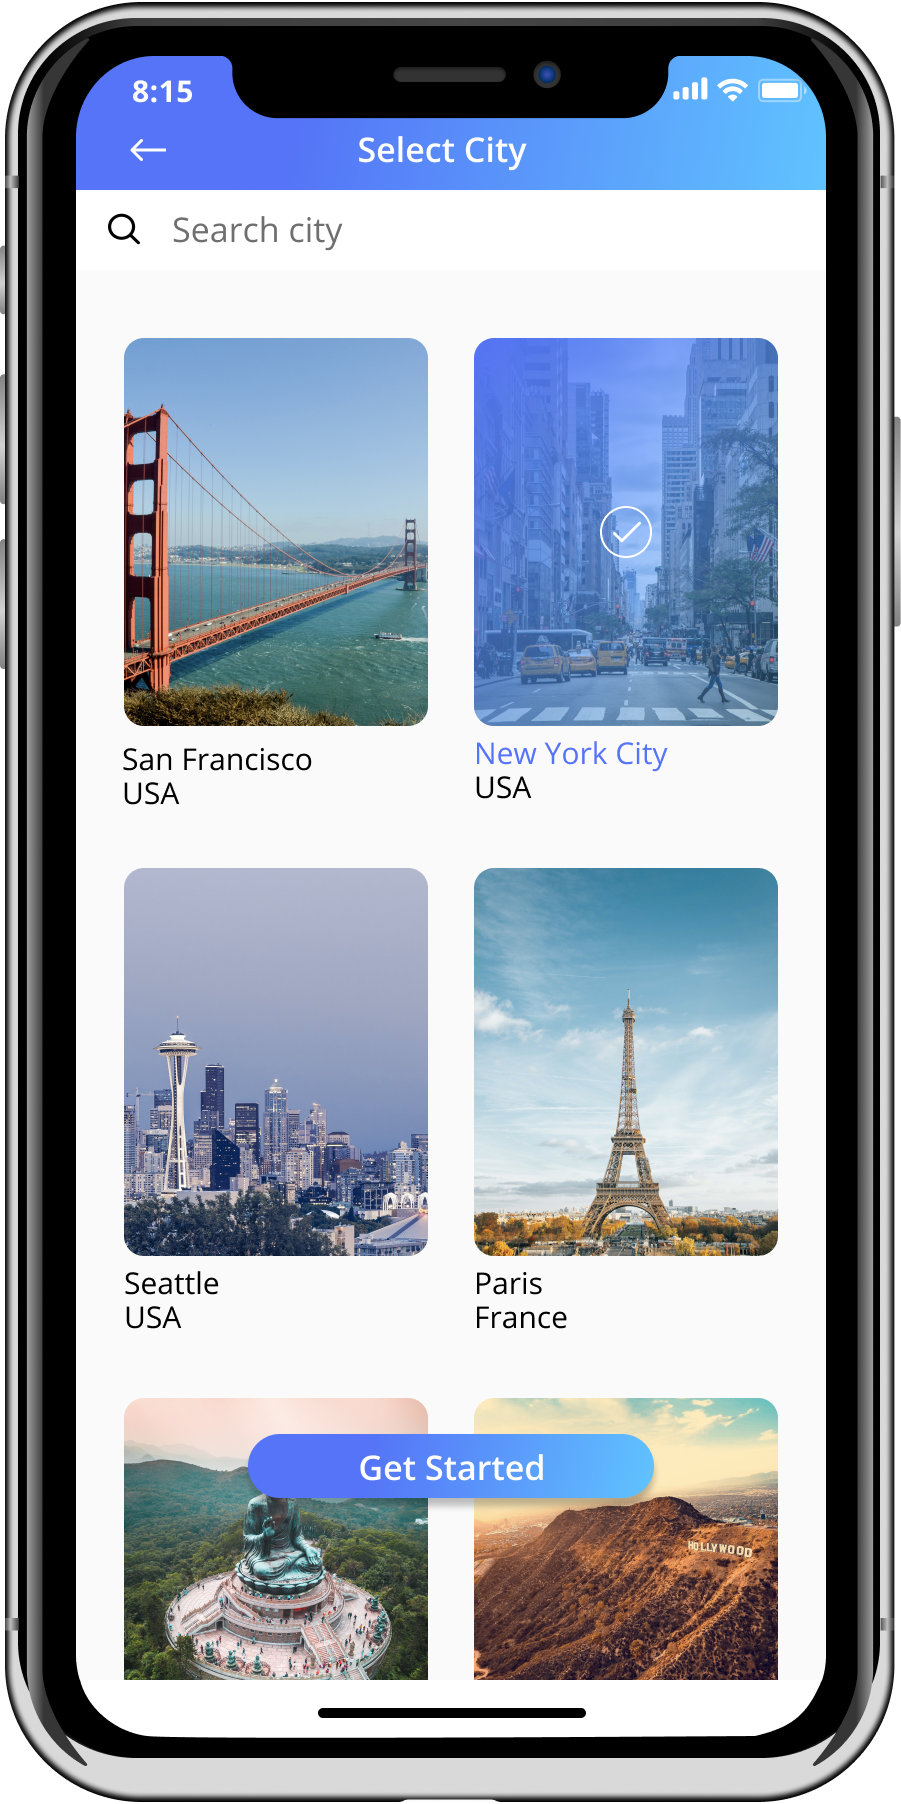 8:15
Select City
Search city
San Francisco
USA
New York City
USA
Seattle
USA
Paris
France
Get Started
HOLLYWOOD